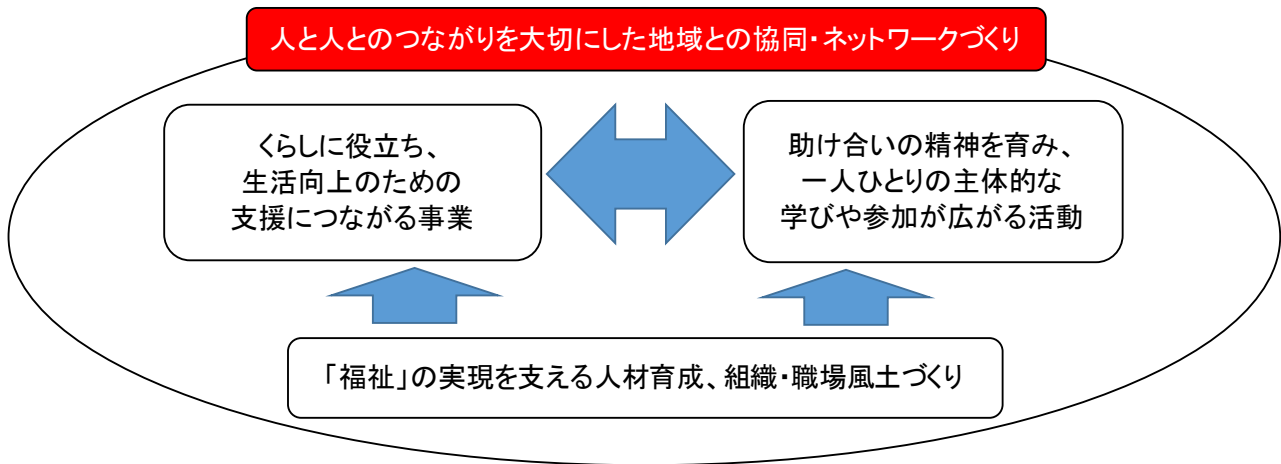 人と人とのつながりを大切にした地域との協同・ネットワークづくり
くらしに役立ち、
生活向上のための
支援につながる事業
助け合いの精神を育み、
一人ひとりの主体的な
学びや参加が広がる活動
「福祉」の実現を支える人材育成、組織・職場風土づくり